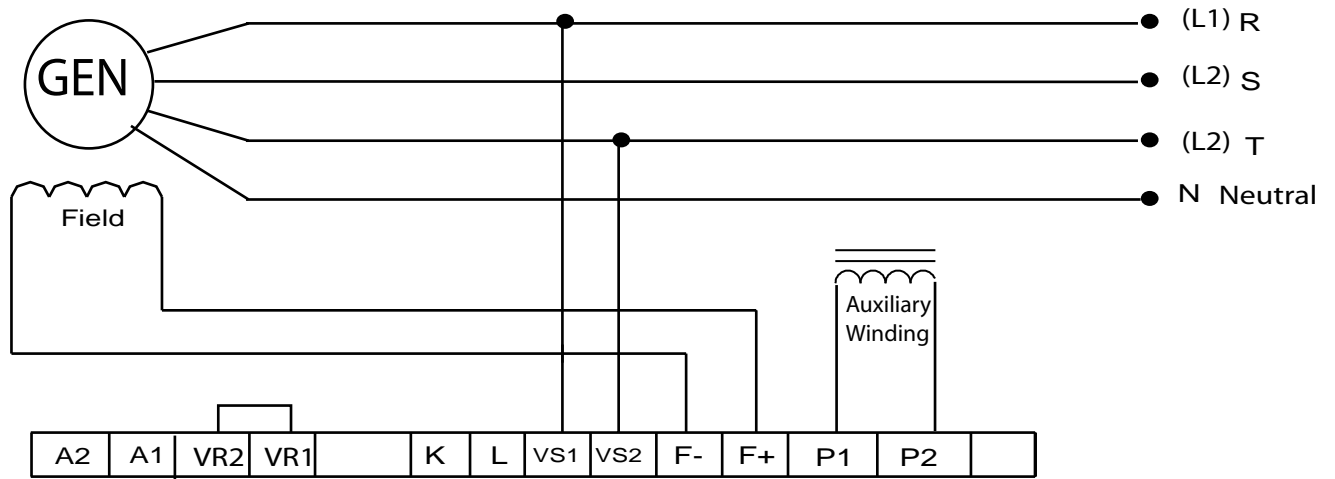 (L1) R
GEN
(L2) S
(L2) T
N Neutral
Field
Auxiliary
Winding
A2 A1 VR2 VR1 K L VS1 VS2 F- F+ P1 P2